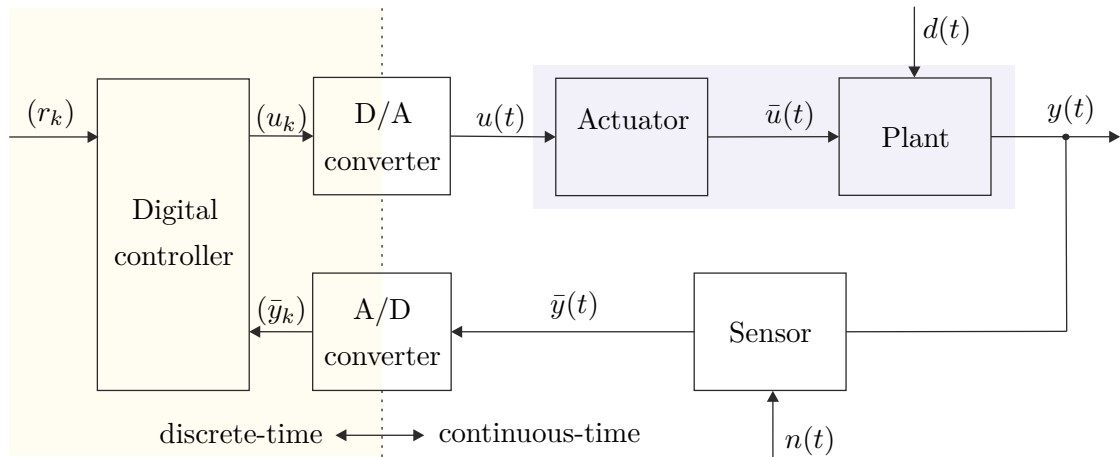 d(t)
(r_k)
(u_k)
D/A
converter
u(t)
Actuator
ū(t)
Plant
y(t)
Digital
controller
(ȳ_k)
A/D
converter
ȳ(t)
Sensor
discrete-time
continuous-time
n(t)